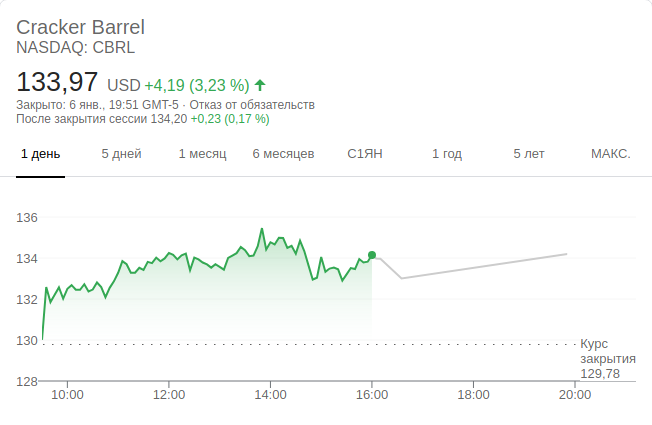 Cracker Barrel
NASDAQ: CBRL
133,97 USD +4,19 (3,23 %)
Закрыто: 6 янв., 19:51 GMT-5 · Отказ от обязательств
После закрытия сессии 134,20 +0,23 (0,17 %)
1 день 5 дней 1 месяц 6 месяцев С1ЯН 1 год 5 лет МАКС.
136
134
132
130
Курс
закрытия
129,78
128
10:00 12:00 14:00 16:00 18:00 20:00